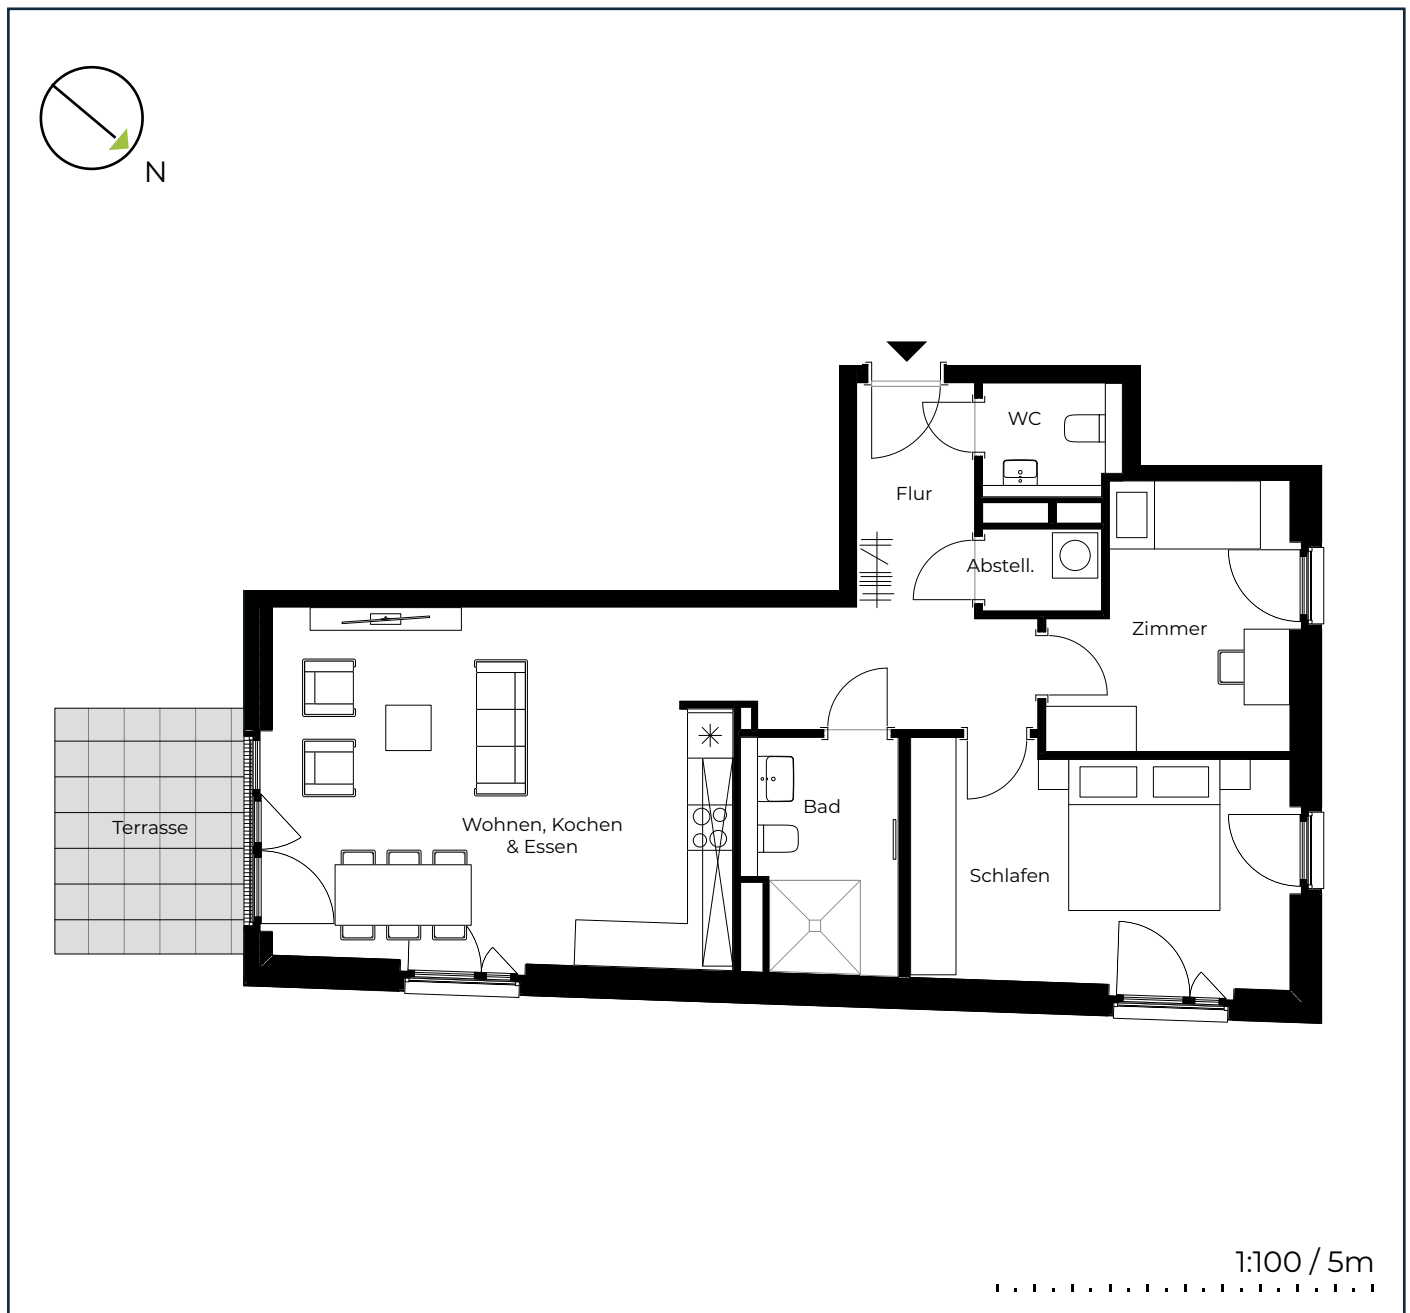 N
WC
Flur
Abstell.
Zimmer
Terrasse
Wohnen, Kochen
& Essen
Bad
Schlafen
1:100 / 5m